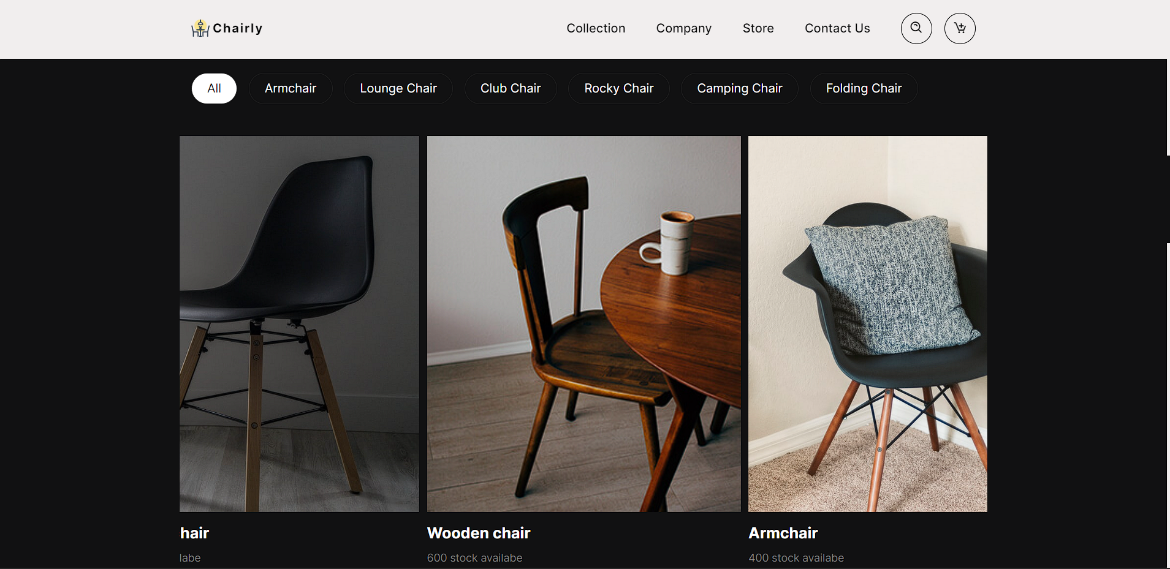 Chairly
Collection Company Store Contact Us
All Armchair Lounge Chair Club Chair Rocky Chair Camping Chair Folding Chair
hair Wooden chair Armchair
labe 600 stock availabe 400 stock availabe